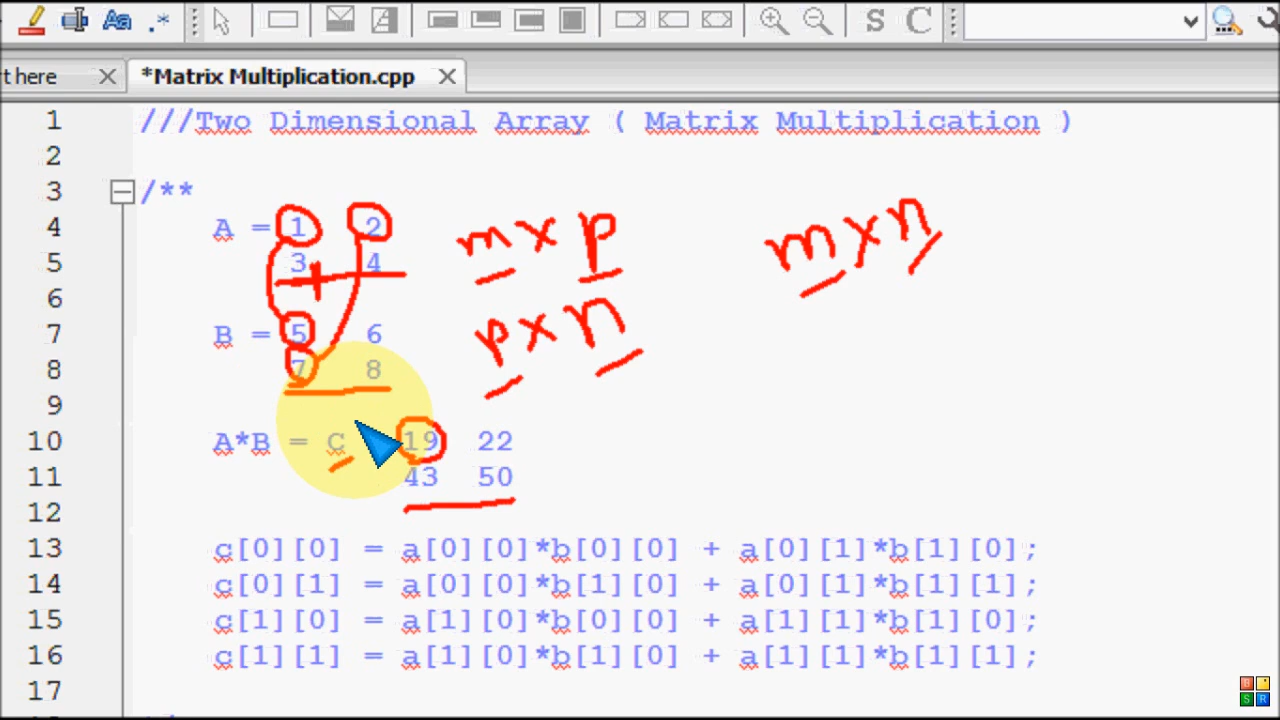 t here *Matrix Multiplication.cpp
1 ///Two Dimensional Array ( Matrix Multiplication )
2
3 /**
4 A = 1 2 m×p m×n
5 3 4
6
7 B = 5 6 p×n
8 7 8
9
10 A*B = C 19 22
11 43 50
12
13 c[0][0] = a[0][0]*b[0][0] + a[0][1]*b[1][0];
14 c[0][1] = a[0][0]*b[1][0] + a[0][1]*b[1][1];
15 c[1][0] = a[1][0]*b[0][0] + a[1][1]*b[1][0];
16 c[1][1] = a[1][0]*b[1][0] + a[1][1]*b[1][1];
17